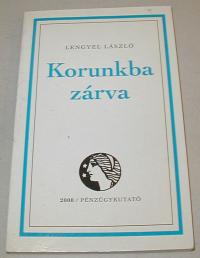 LENGYEL LÁSZLÓ
Korunkba
zárva
2000 / PÉNZÜGYKUTATÓ